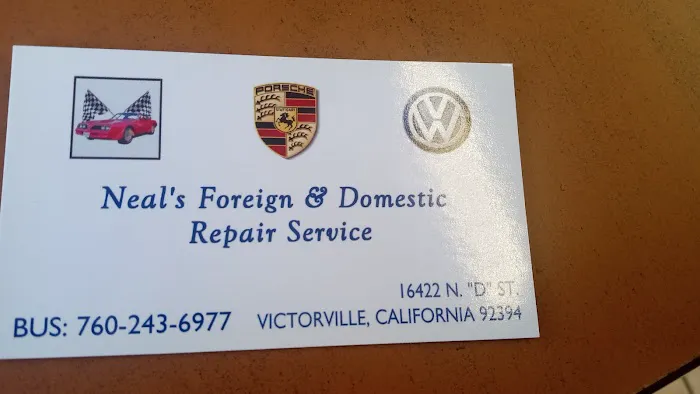 PORSCHE
Neal's Foreign & Domestic
Repair Service
16422 N. "D" ST.
BUS: 760-243-6977 VICTORVILLE, CALIFORNIA 92394